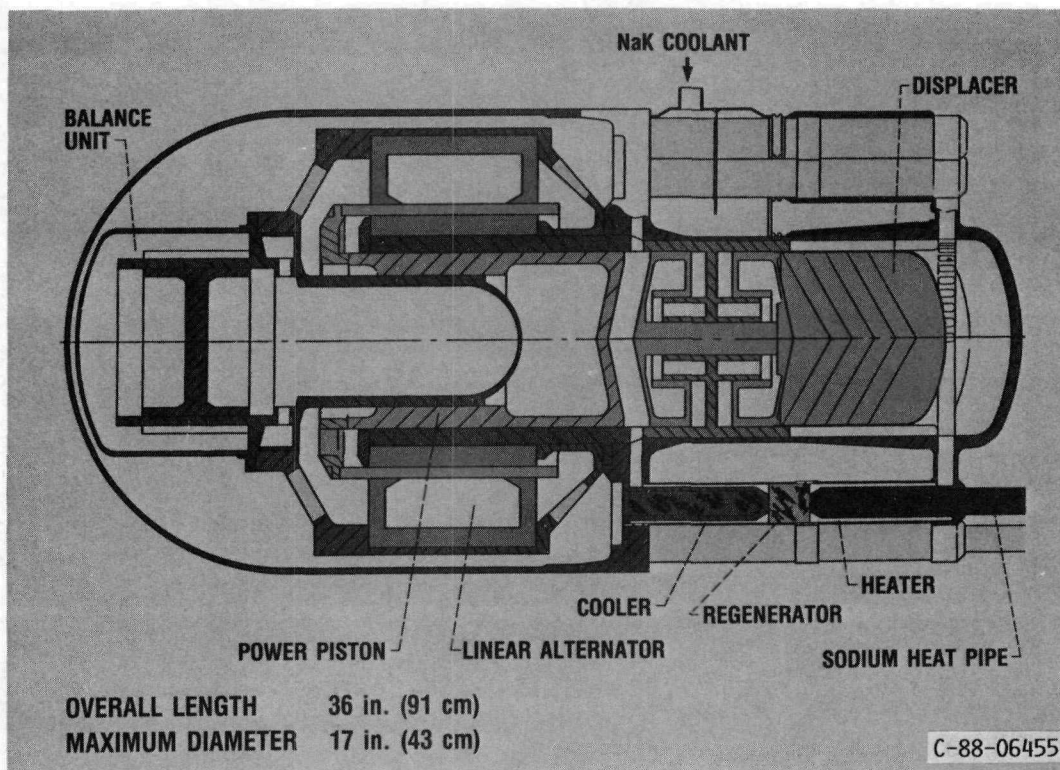 NaK COOLANT
DISPLACER
BALANCE
UNIT
COOLER
REGENERATOR
HEATER
POWER PISTON
LINEAR ALTERNATOR
SODIUM HEAT PIPE
OVERALL LENGTH 36 in. (91 cm)
MAXIMUM DIAMETER 17 in. (43 cm)
C-88-06455